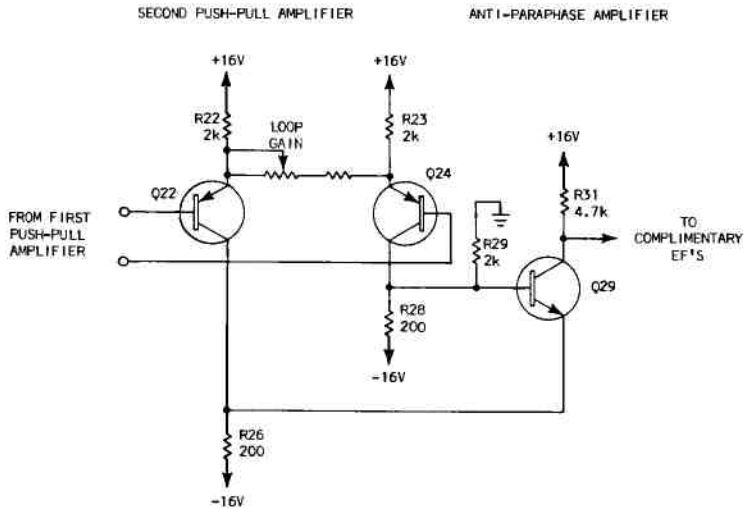 SECOND PUSH-PULL AMPLIFIER
ANTI-PARAPHASE AMPLIFIER
+16V
+16V
R22
2k
LOOP
GAIN
R23
2k
+16V
Q22
Q24
R31
4.7k
FROM FIRST
PUSH-PULL
AMPLIFIER
R29
2k
TO
COMPLIMENTARY
EF'S
Q29
R28
200
-16V
R26
200
-16V